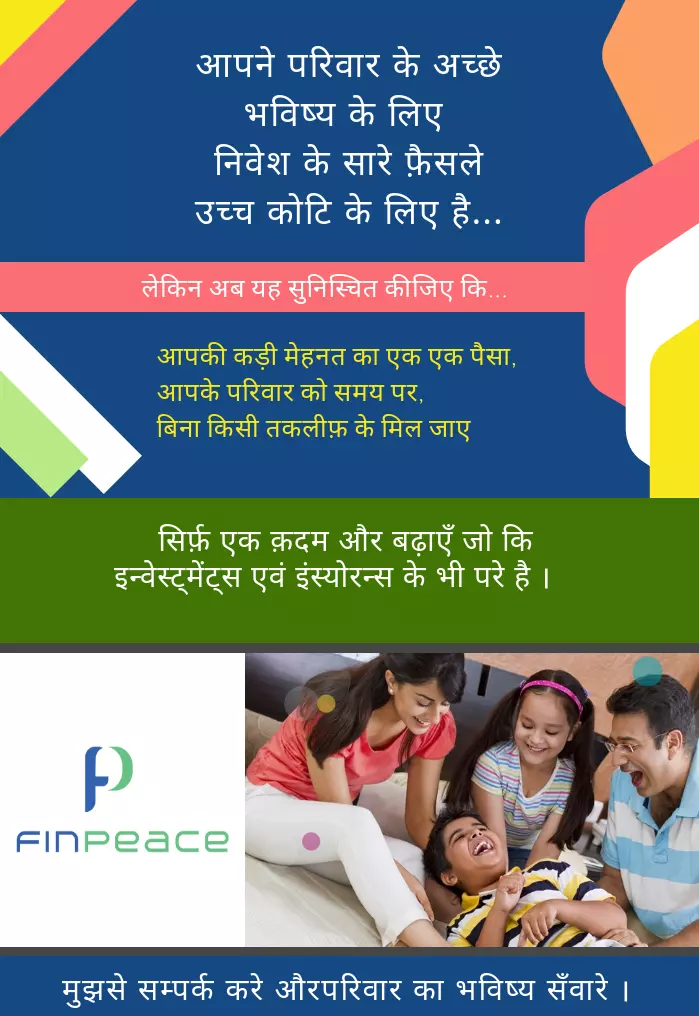 आपने परिवार के अच्छे
भविष्य के लिए
निवेश के सारे फ़ैसले
उच्च कोटि के लिए है...
लेकिन अब यह सुनिस्चित कीजिए कि...
आपकी कड़ी मेहनत का एक एक पैसा,
आपके परिवार को समय पर,
बिना किसी तकलीफ़ के मिल जाए
सिर्फ़ एक क़दम और बढ़ाएँ जो कि
इन्वेस्ट्मेंट्स एवं इंस्योरन्स के भी परे है ।
FINPEACE
मुझसे सम्पर्क करे औरपरिवार का भविष्य सँवारे ।